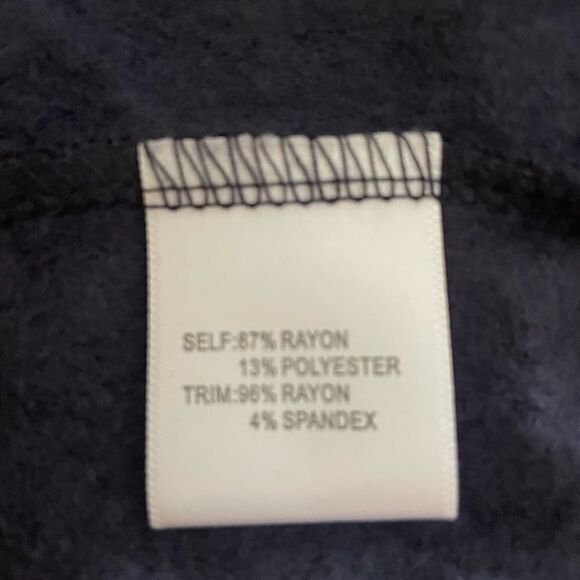 SELF:87% RAYON
13% POLYESTER
TRIM:96% RAYON
4% SPANDEX